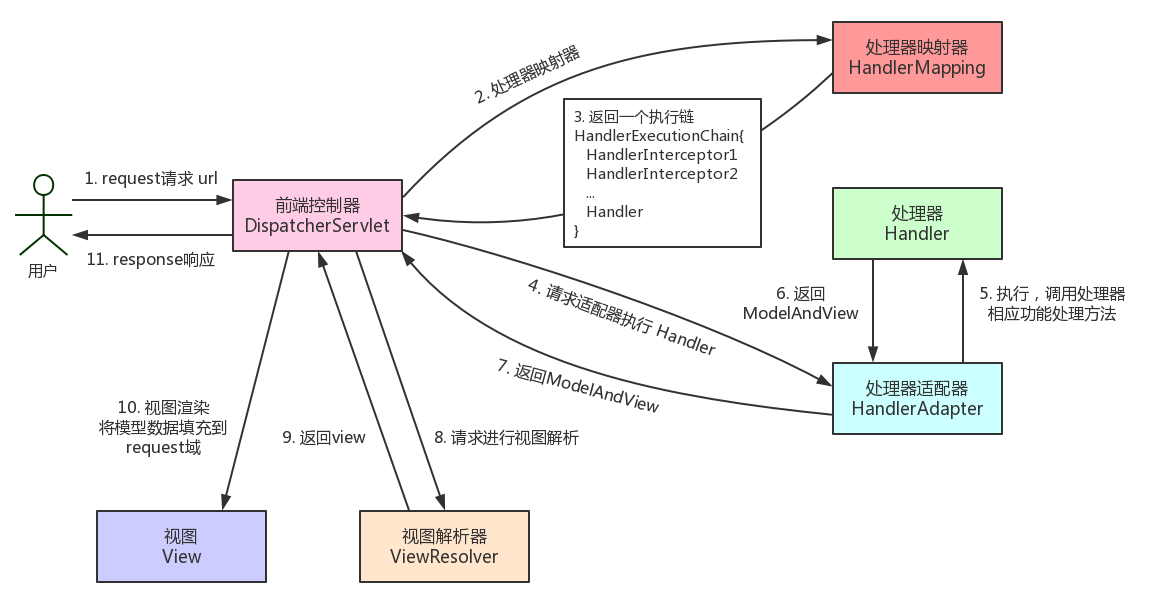 处理器映射器
HandlerMapping
2. 处理器映射器
3. 返回一个执行链
HandlerExecutionChain{
HandlerInterceptor1
HandlerInterceptor2
...
Handler
}
1. request请求 url
前端控制器
DispatcherServlet
11. response响应
用户
处理器
Handler
6. 返回
ModelAndView
5. 执行，调用处理器
相应功能处理方法
4. 请求适配器执行 Handler
7. 返回ModelAndView
处理器适配器
HandlerAdapter
10. 视图渲染
将模型数据填充到
request域
9. 返回view
8. 请求进行视图解析
视图
View
视图解析器
ViewResolver